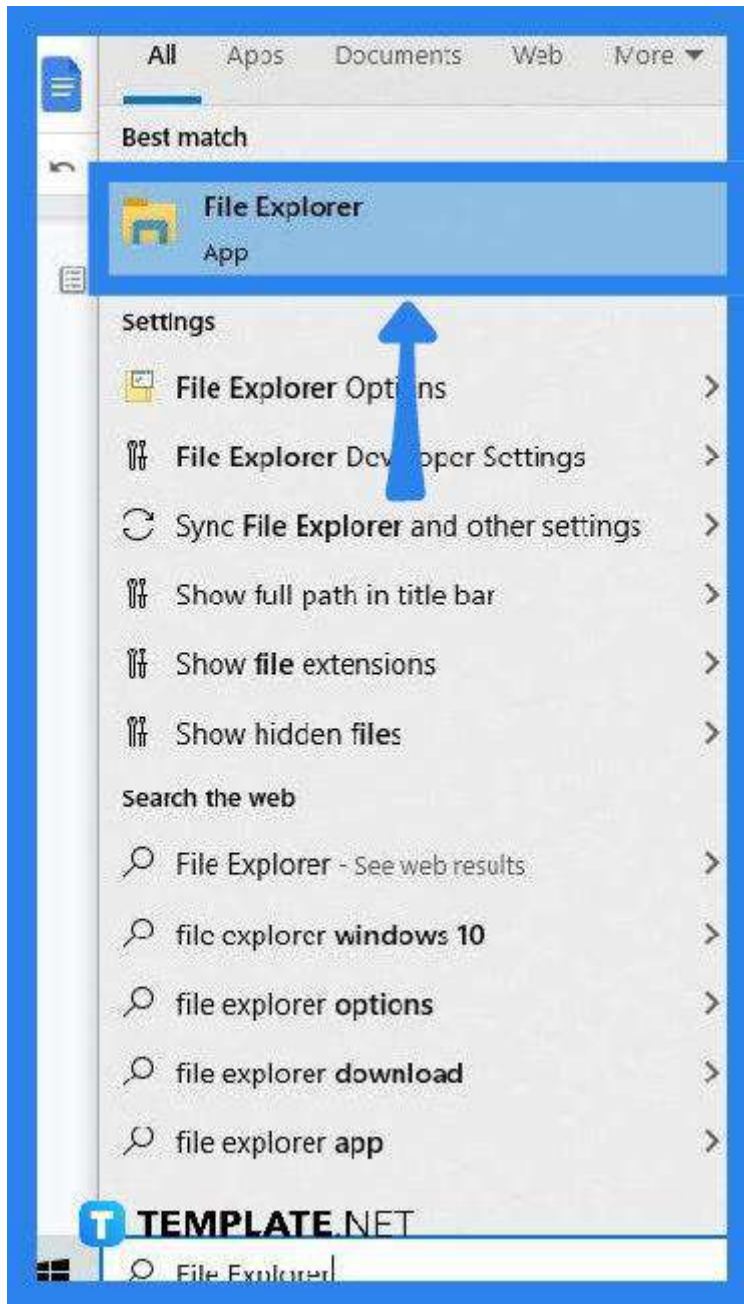 All Apps Documents Web More
Best match
File Explorer
App
Settings
File Explorer Options
File Explorer Developer Settings
Sync File Explorer and other settings
Show full path in title bar
Show file extensions
Show hidden files
Search the web
File Explorer - See web results
file explorer windows 10
file explorer options
file explorer download
file explorer app
T TEMPLATE.NET
File Explorer